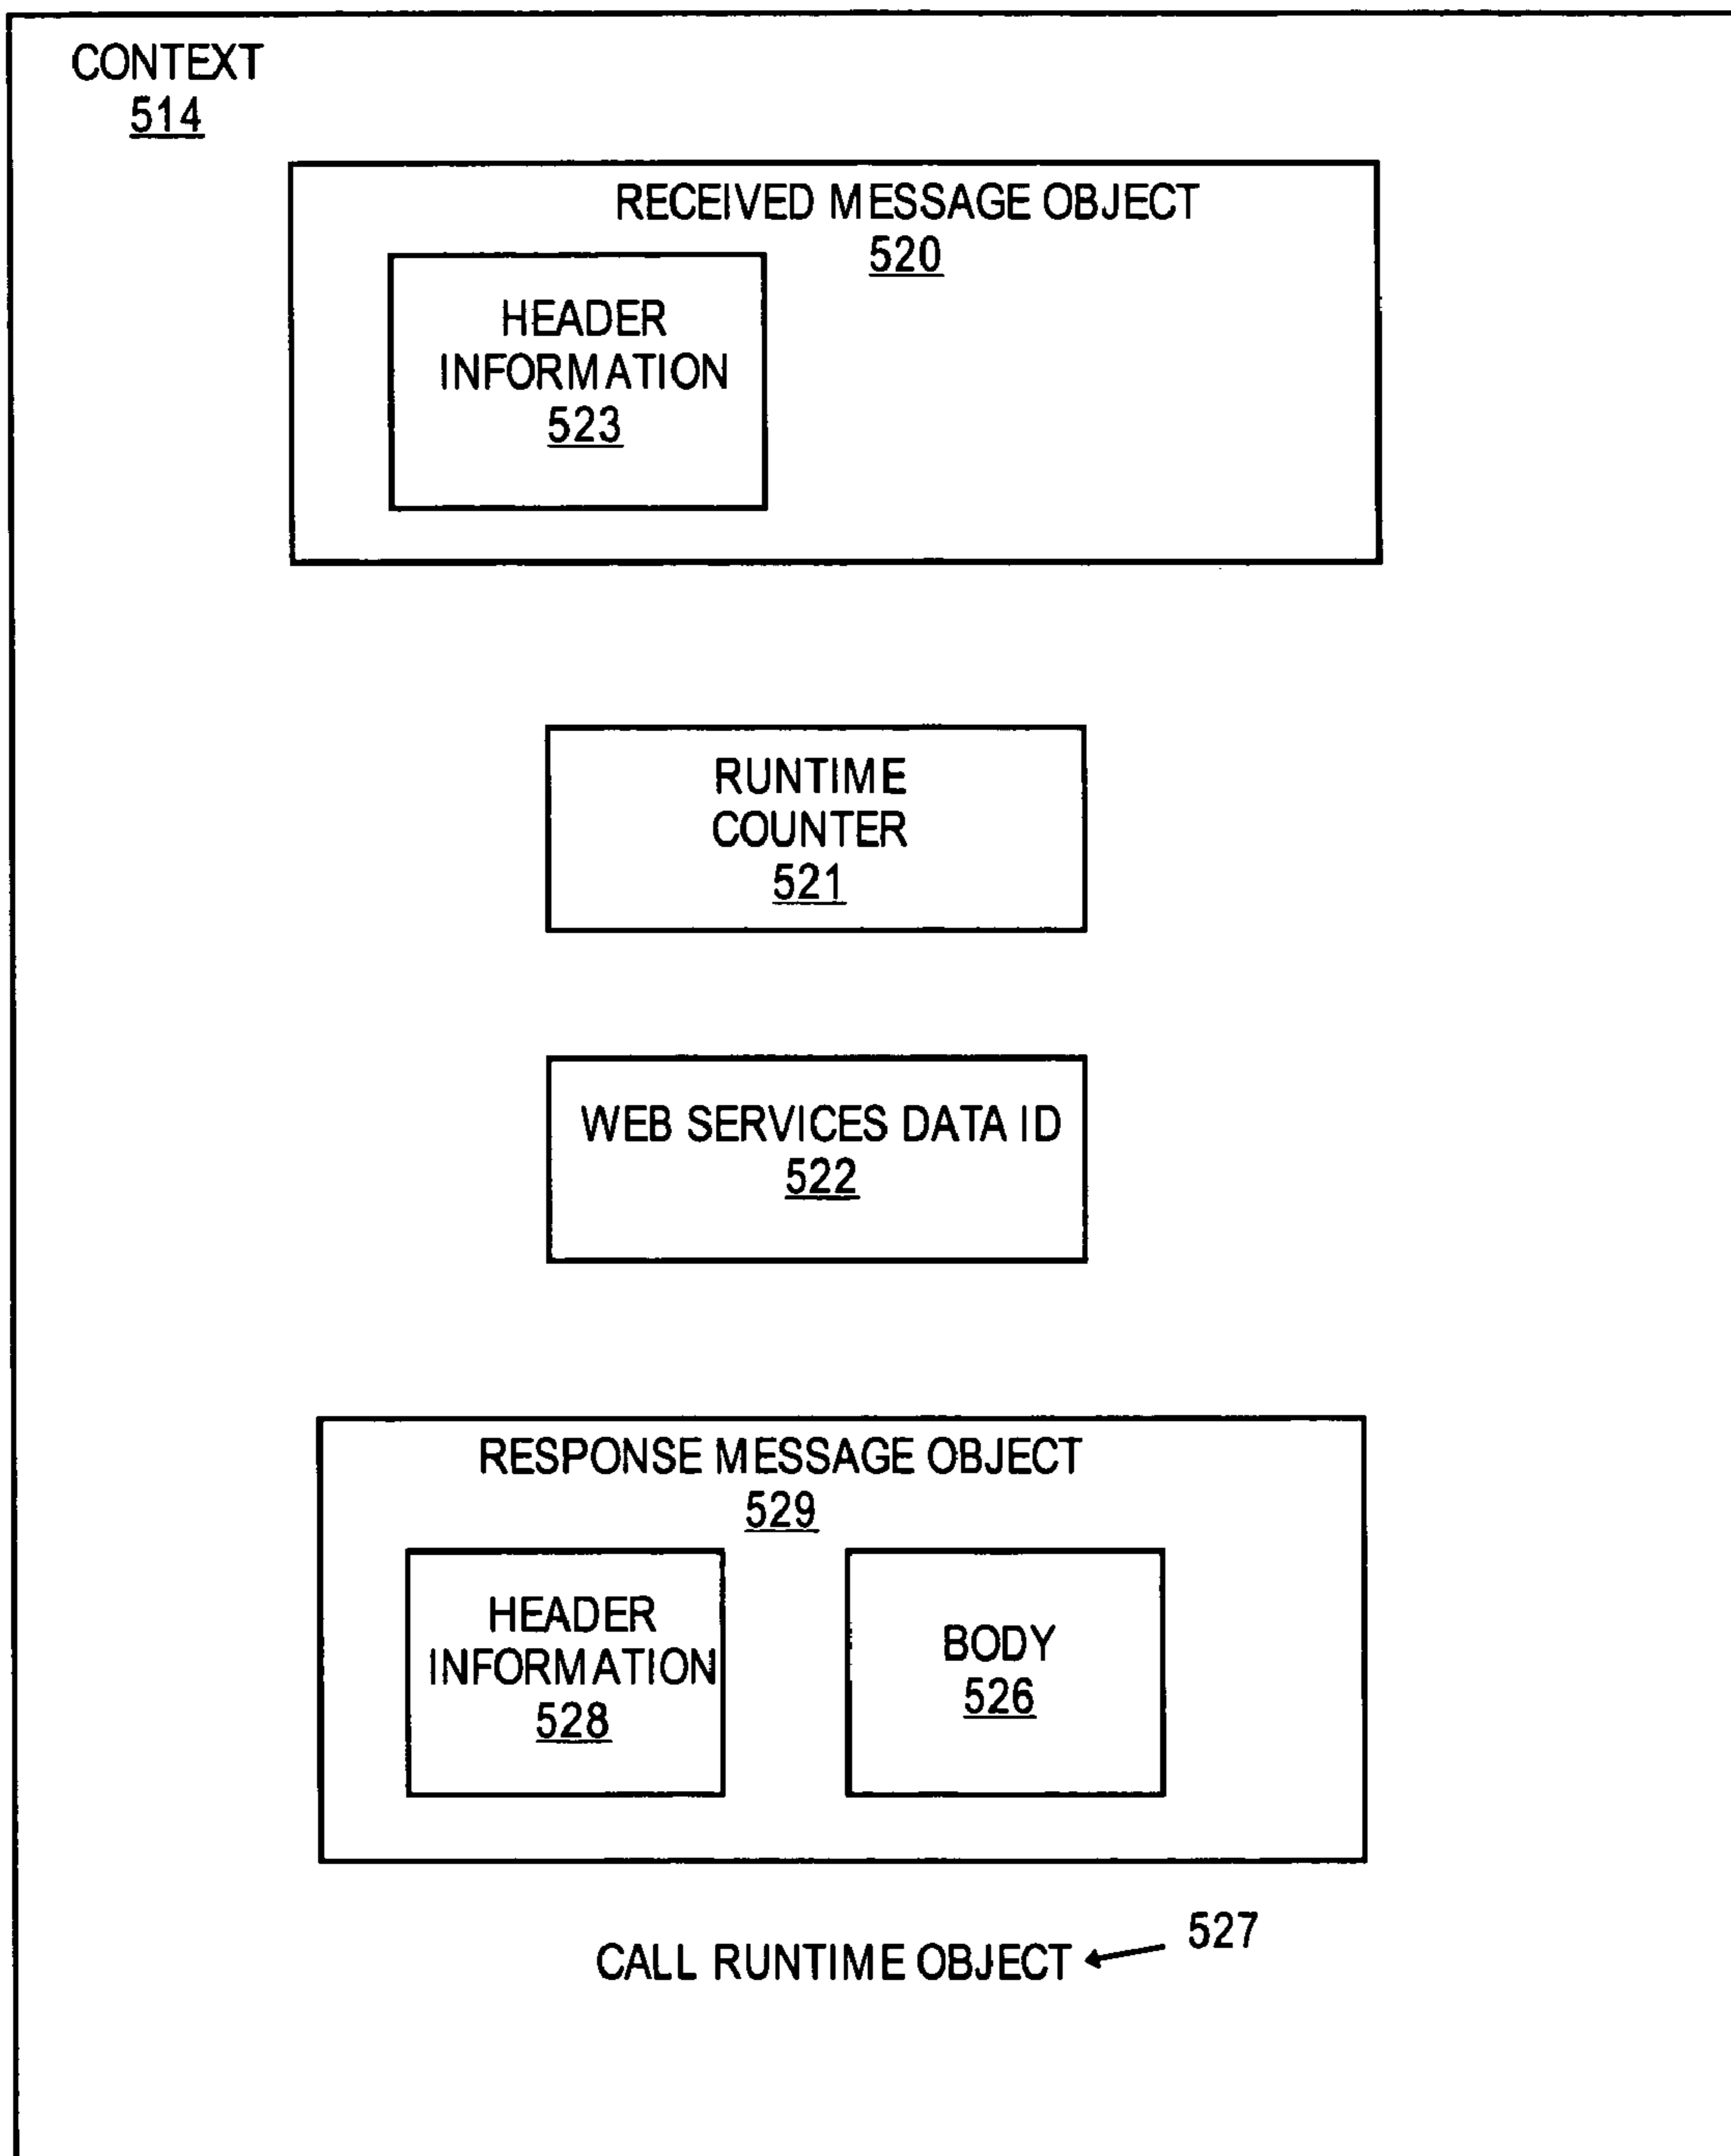 CONTEXT
514
RECEIVED MESSAGE OBJECT
520
HEADER
INFORMATION
523
RUNTIME
COUNTER
521
WEB SERVICES DATA ID
522
RESPONSE MESSAGE OBJECT
529
HEADER
INFORMATION
528
BODY
526
527
CALL RUNTIME OBJECT